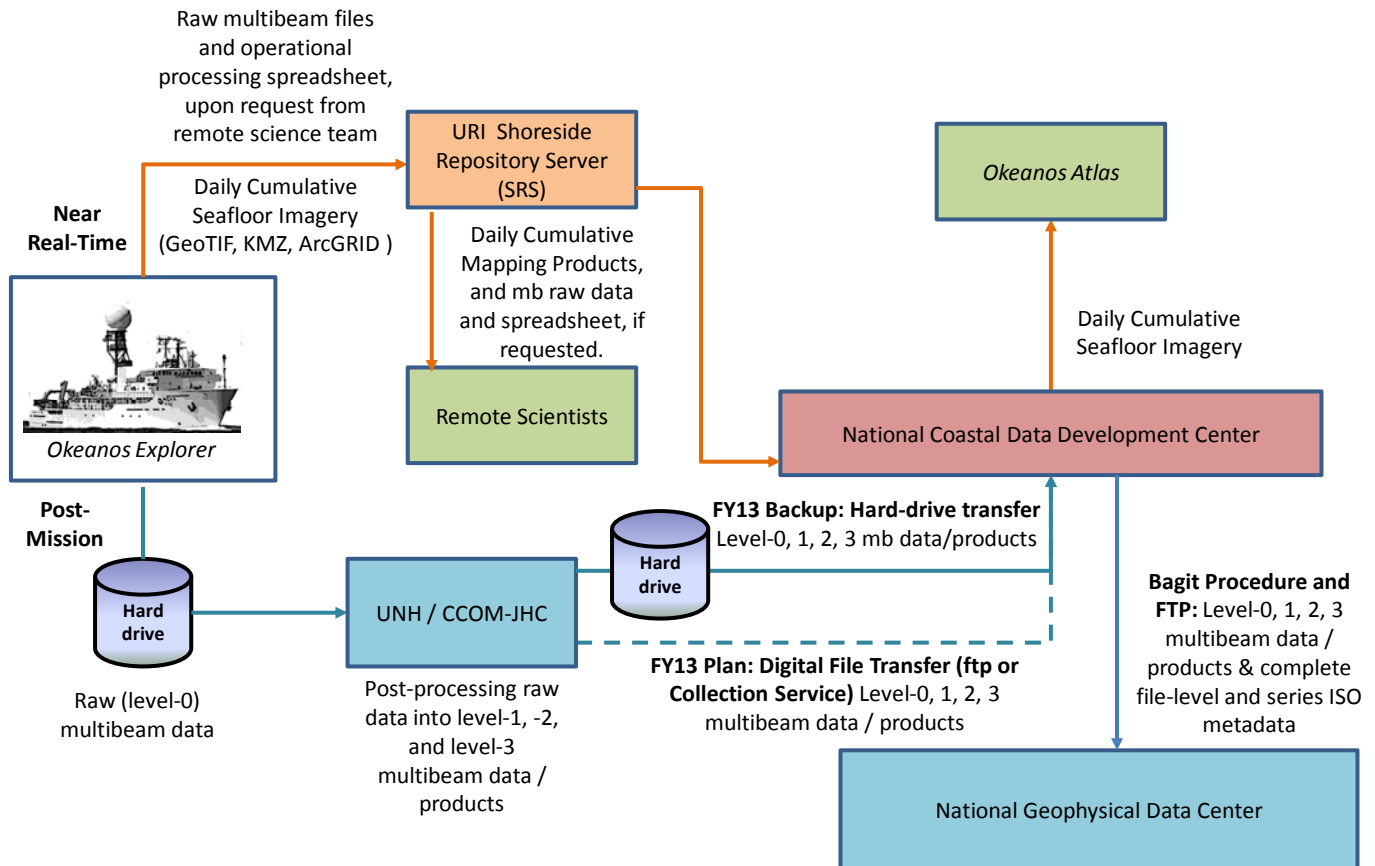 Raw multibeam files
and operational
processing spreadsheet,
upon request from
remote science team
URI Shoreside
Repository Server
(SRS)
Okeanos Atlas
Near
Real-Time
Daily Cumulative
Seafloor Imagery
(GeoTIF, KMZ, ArcGRID )
Daily Cumulative
Mapping Products,
and mb raw data
and spreadsheet, if
requested.
Daily Cumulative
Seafloor Imagery
Okeanos Explorer
Remote Scientists
National Coastal Data Development Center
Post-
Mission
Hard
drive
Raw (level-0)
multibeam data
UNH / CCOM-JHC
Post-processing raw
data into level-1, -2,
and level-3
multibeam data /
products
Hard
drive
FY13 Backup: Hard-drive transfer
Level-0, 1, 2, 3 mb data/products
FY13 Plan: Digital File Transfer (ftp or
Collection Service) Level-0, 1, 2, 3
multibeam data / products
Bagit Procedure and
FTP: Level-0, 1, 2, 3
multibeam data /
products & complete
file-level and series ISO
metadata
National Geophysical Data Center